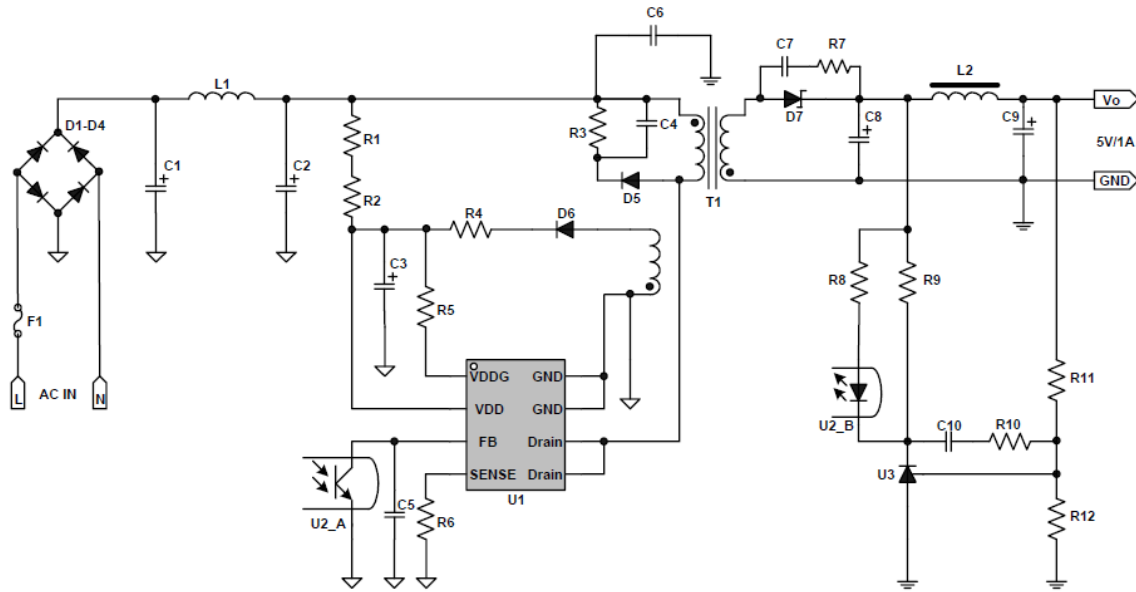 C6
C7 R7
L1
L2
D1-D4
Vo
R1
R3
C4
D7
C8
C9
5V/1A
C1
C2
R2
D5
T1
GND
R4
D6
C3
R8
R9
R5
F1
VDDG GND
R11
L AC IN N
VDD GND
U2_B
C10 R10
FB Drain
U3
SENSE Drain
C5
U1
R6
R12
U2_A